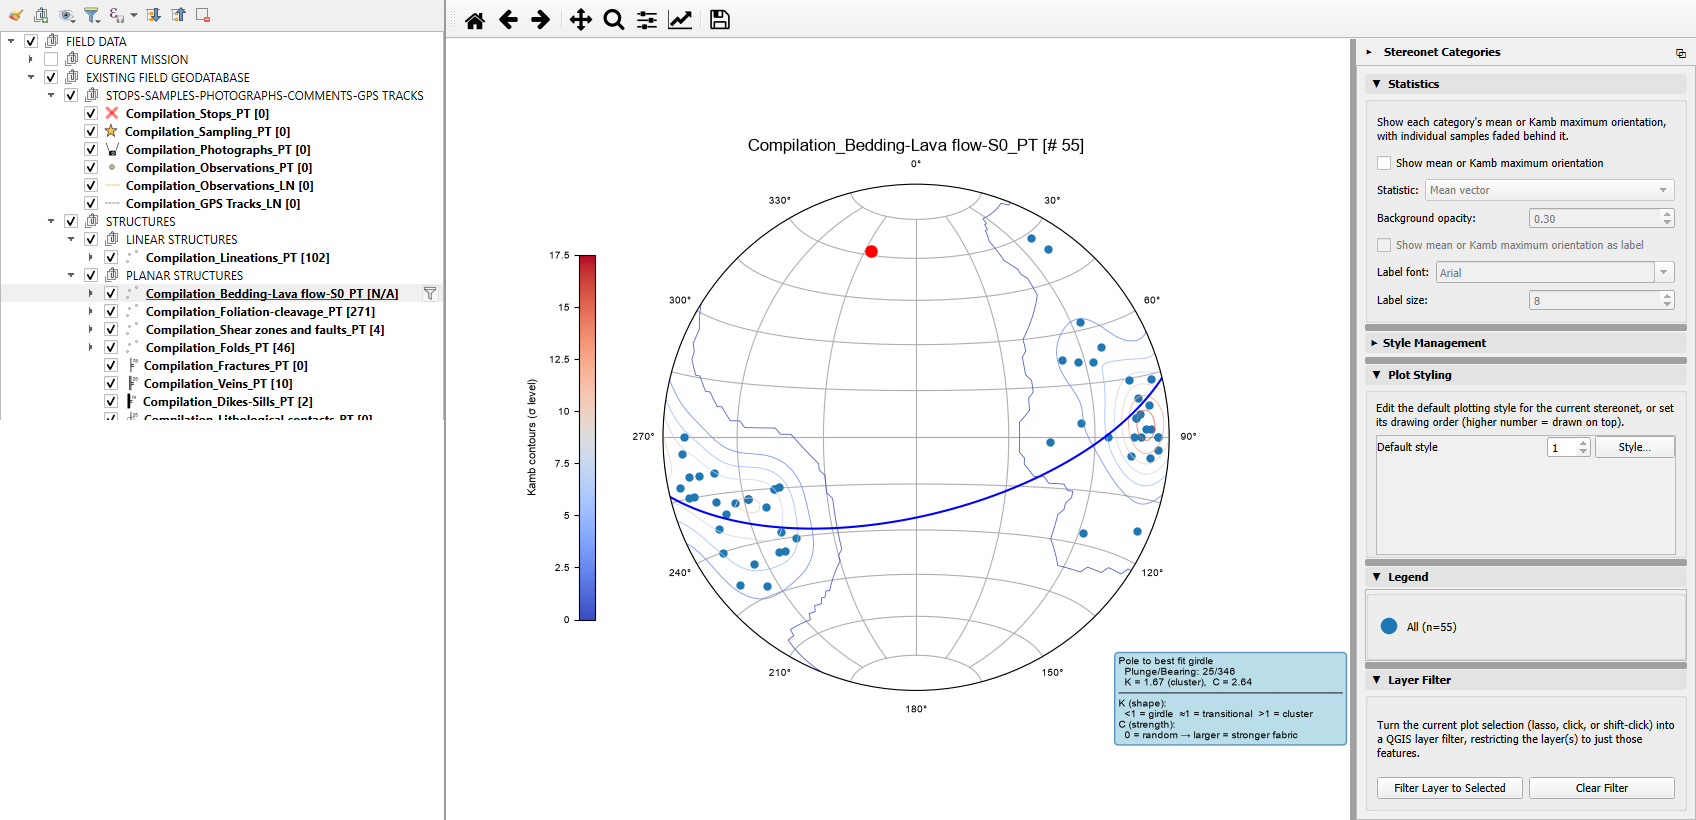 FIELD DATA
CURRENT MISSION
EXISTING FIELD GEODATABASE
STOPS-SAMPLES-PHOTOGRAPHS-COMMENTS-GPS TRACKS
Compilation_Stops_PT [0]
Compilation_Sampling_PT [0]
Compilation_Photographs_PT [0]
Compilation_Observations_PT [0]
Compilation_Observations_LN [0]
Compilation_GPS Tracks_LN [0]
STRUCTURES
LINEAR STRUCTURES
Compilation_Lineations_PT [102]
PLANAR STRUCTURES
Compilation_Bedding-Lava flow-S0_PT [N/A]
Compilation_Foliation-cleavage_PT [271]
Compilation_Shear zones and faults_PT [4]
Compilation_Folds_PT [46]
Compilation_Fractures_PT [0]
Compilation_Veins_PT [10]
Compilation_Dikes-Sills_PT [2]
Compilation_Lithological contacts_PT [0]
Compilation_Bedding-Lava flow-S0_PT [# 55]
0°
30°
60°
90°
120°
150°
180°
210°
240°
270°
300°
330°
17.5
15
12.5
10
7.5
5
2.5
0
Kamb contours (σ level)
Pole to best fit girdle
Plunge/Bearing: 25/346
K = 1.67 (cluster), C = 2.64
K (shape):
<1 = girdle ≈1 = transitional >1 = cluster
C (strength):
0 = random → larger = stronger fabric
Stereonet Categories
Statistics
Show each category's mean or Kamb maximum orientation,
with individual samples faded behind it.
Show mean or Kamb maximum orientation
Statistic: Mean vector
Background opacity: 0.30
Show mean or Kamb maximum orientation as label
Label font: Arial
Label size: 8
Style Management
Plot Styling
Edit the default plotting style for the current stereonet, or set
its drawing order (higher number = drawn on top).
Default style 1 Style...
Legend
All (n=55)
Layer Filter
Turn the current plot selection (lasso, click, or shift-click) into
a QGIS layer filter, restricting the layer(s) to just those
features.
Filter Layer to Selected Clear Filter